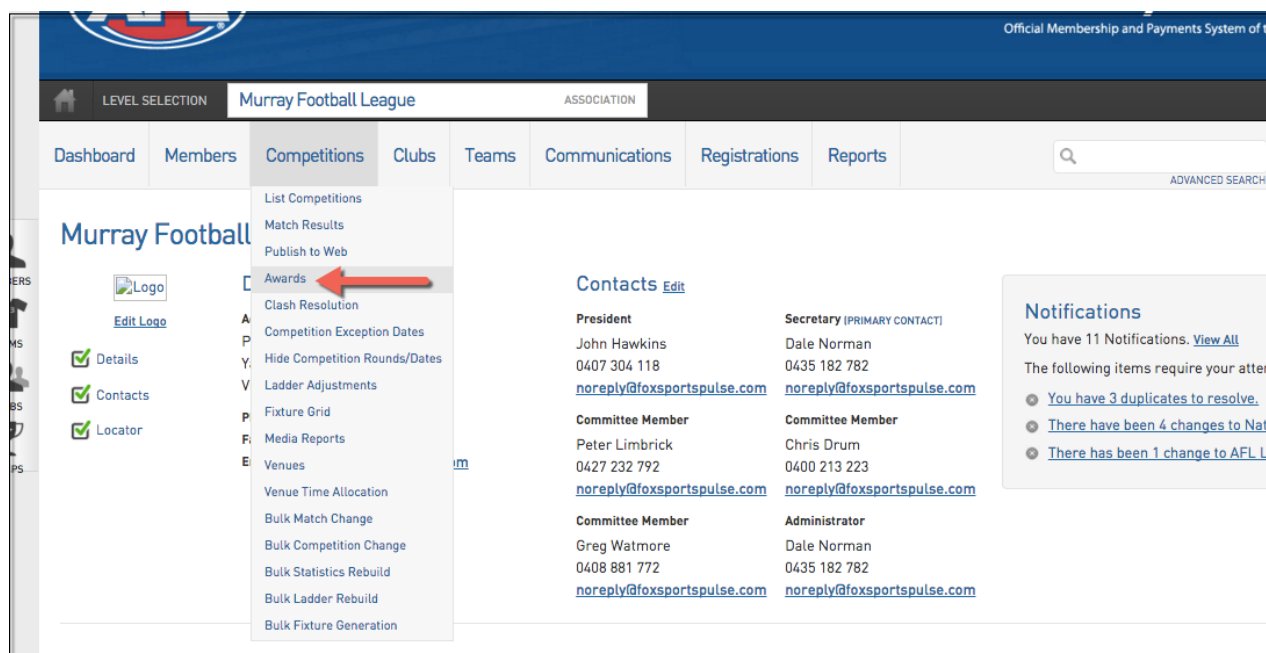 Official Membership and Payments System of t
LEVEL SELECTION
Murray Football League
ASSOCIATION
Dashboard
Members
Competitions
Clubs
Teams
Communications
Registrations
Reports
ADVANCED SEARCH
List Competitions
Match Results
Publish to Web
Awards
Clash Resolution
Competition Exception Dates
Hide Competition Rounds/Dates
Ladder Adjustments
Fixture Grid
Media Reports
Venues
Venue Time Allocation
Bulk Match Change
Bulk Competition Change
Bulk Statistics Rebuild
Bulk Ladder Rebuild
Bulk Fixture Generation
Murray Football
Logo
Edit Logo
Details
Contacts
Locator
Contacts Edit
President
John Hawkins
0407 304 118
noreply@foxsportspulse.com
Secretary [PRIMARY CONTACT]
Dale Norman
0435 182 782
noreply@foxsportspulse.com
Committee Member
Peter Limbrick
0427 232 792
noreply@foxsportspulse.com
Committee Member
Chris Drum
0400 213 223
noreply@foxsportspulse.com
Committee Member
Greg Watmore
0408 881 772
noreply@foxsportspulse.com
Administrator
Dale Norman
0435 182 782
noreply@foxsportspulse.com
Notifications
You have 11 Notifications. View All
The following items require your atte
You have 3 duplicates to resolve.
There have been 4 changes to Nat
There has been 1 change to AFL L